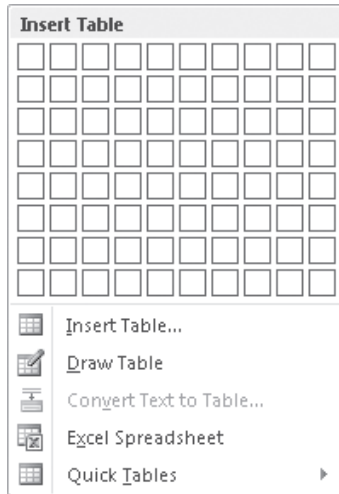 Insert Table
Insert Table...
Draw Table
Convert Text to Table...
Excel Spreadsheet
Quick Tables